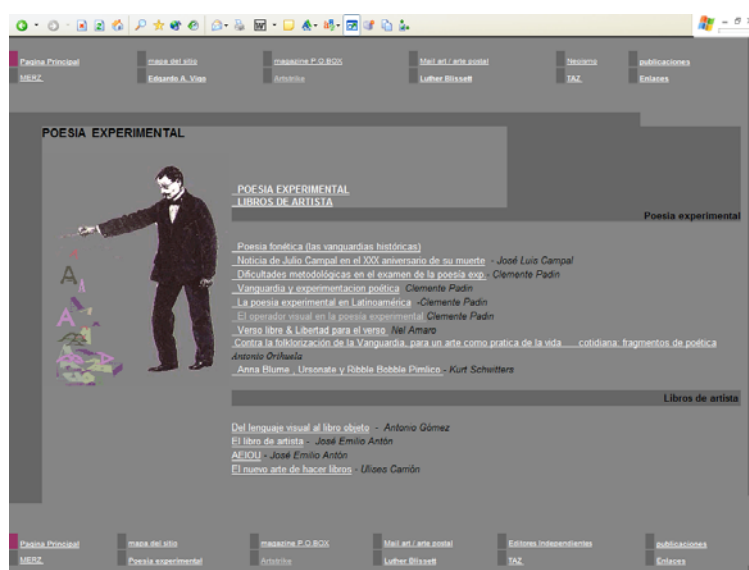 Pagina Principal mapa del sitio magazine P.O.BOX Mail art / arte postal Neoismo publicaciones
MERZ Edgardo A. Vigo Artstrike Luther Blissett TAZ Enlaces
POESIA EXPERIMENTAL
POESIA EXPERIMENTAL
LIBROS DE ARTISTA
Poesia experimental
Poesia fonética (las vanguardias históricas)
Noticia de Julio Campal en el XXX aniversario de su muerte - José Luis Campal
Dificultades metodológicas en el examen de la poesía exp - Clemente Padin
Vanguardia y experimentacion poética Clemente Padin
La poesia experimental en Latinoamérica -Clemente Padin
El operador visual en la poesia experimental Clemente Padin
Verso libre & Libertad para el verso Nel Amaro
Contra la folklorización de la Vanguardia, para un arte como pratica de la vida cotidiana: fragmentos de poética
Antonio Orihuela
Anna Blume , Ursonate y Ribble Bobble Pimlico - Kurt Schwitters
Libros de artista
Del lenguaje visual al libro objeto - Antonio Gómez
El libro de artista - José Emilio Antón
AEIOU - José Emilio Antón
El nuevo arte de hacer libros - Ulises Carrión
Pagina Principal mapa del sitio magazine P.O.BOX Mail art / arte postal Editores Independientes publicaciones
MERZ Poesia experimental Artstrike Luther Blissett TAZ Enlaces